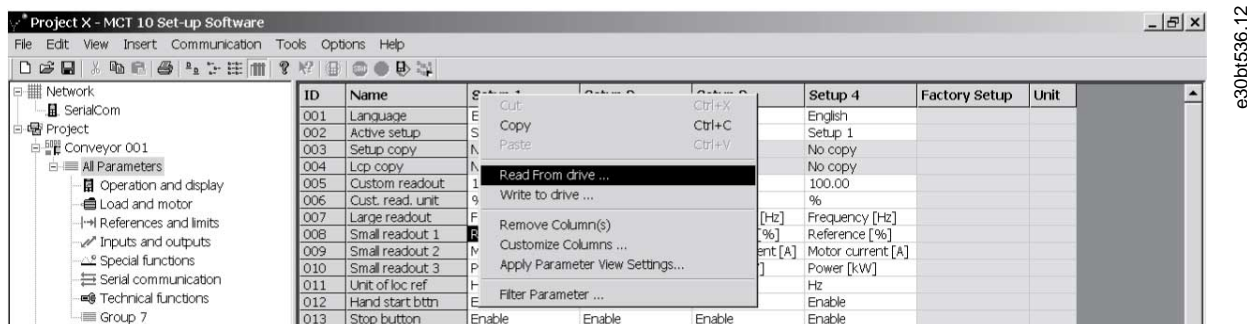 Project X - MCT 10 Set-up Software
File Edit View Insert Communication Tools Options Help
e30bt536.12
Network
SerialCom
Project
Conveyor 001
All Parameters
Operation and display
Load and motor
References and limits
Inputs and outputs
Special functions
Serial communication
Technical functions
Group 7
ID Name Setup 4 Factory Setup Unit
001 Language E English
002 Active setup S Setup 1
003 Setup copy N No copy
004 Lcp copy N No copy
005 Custom readout 1 100.00
006 Cust. read. unit % %
007 Large readout F [Hz] Frequency [Hz]
008 Small readout 1 R [%] Reference [%]
009 Small readout 2 M ent [A] Motor current [A]
010 Small readout 3 P Power [kW]
011 Unit of loc ref H Hz
012 Hand start bttn E Enable
013 Stop button Enable Enable Enable Enable
Cut Ctrl+X
Copy Ctrl+C
Paste Ctrl+V
Read From drive ...
Write to drive ...
Remove Column(s)
Customize Columns ...
Apply Parameter View Settings...
Filter Parameter ...